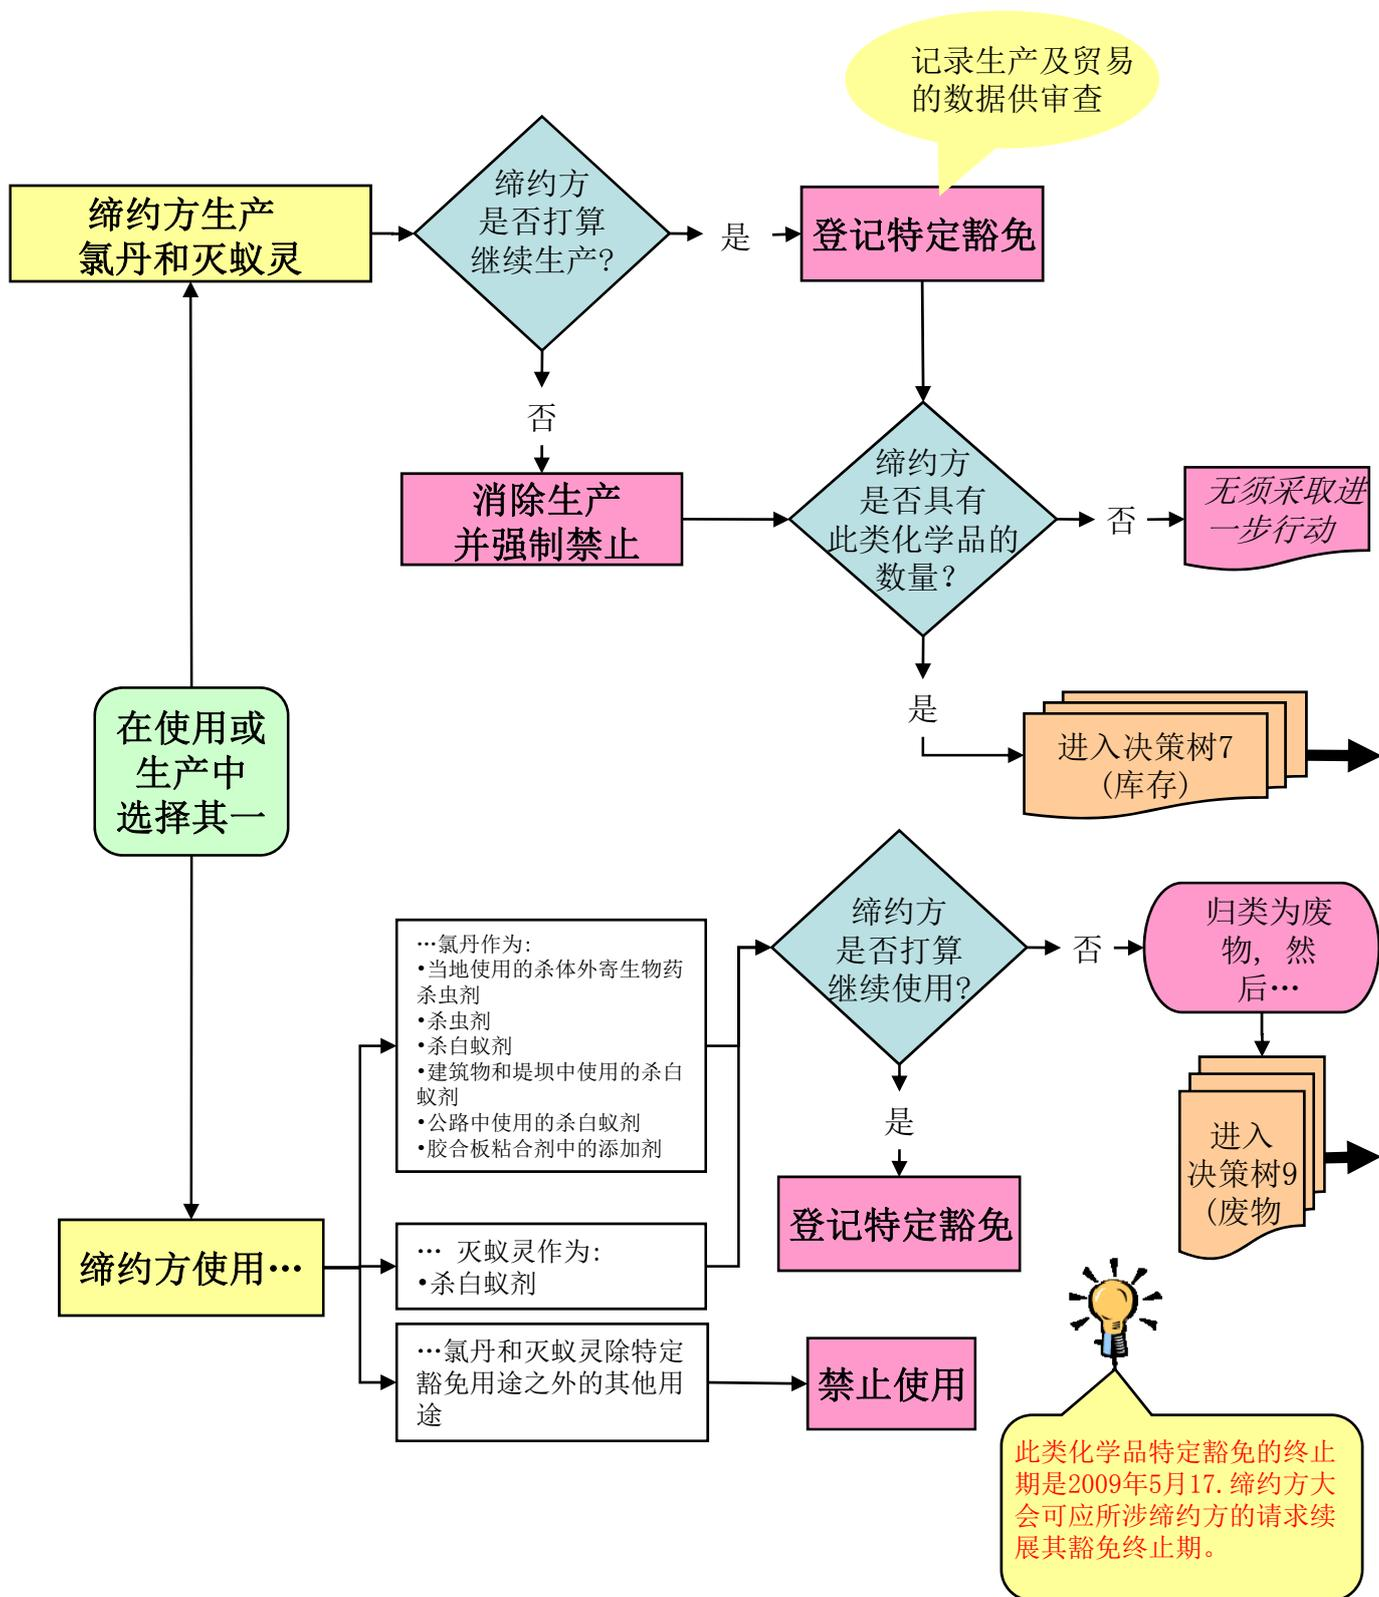 记录生产及贸易
的数据供审查
缔约方生产
氯丹和灭蚁灵
缔约方
是否打算
继续生产?
是
登记特定豁免
否
消除生产
并强制禁止
缔约方
是否具有
此类化学品的
数量?
否
无须采取进
一步行动
是
进入决策树7
(库存)
在使用或
生产中
选择其一
缔约方使用…
…氯丹作为:
•当地使用的杀体外寄生物药
杀虫剂
•杀虫剂
•杀白蚁剂
•建筑物和堤坝中使用的杀白
蚁剂
•公路中使用的杀白蚁剂
•胶合板粘合剂中的添加剂
… 灭蚁灵作为:
•杀白蚁剂
…氯丹和灭蚁灵除特定
豁免用途之外的其他用
途
缔约方
是否打算
继续使用?
否
归类为废
物, 然
后…
进入
决策树9
(废物
是
登记特定豁免
禁止使用
此类化学品特定豁免的终止
期是2009年5月17.缔约方大
会可应所涉缔约方的请求续
展其豁免终止期。